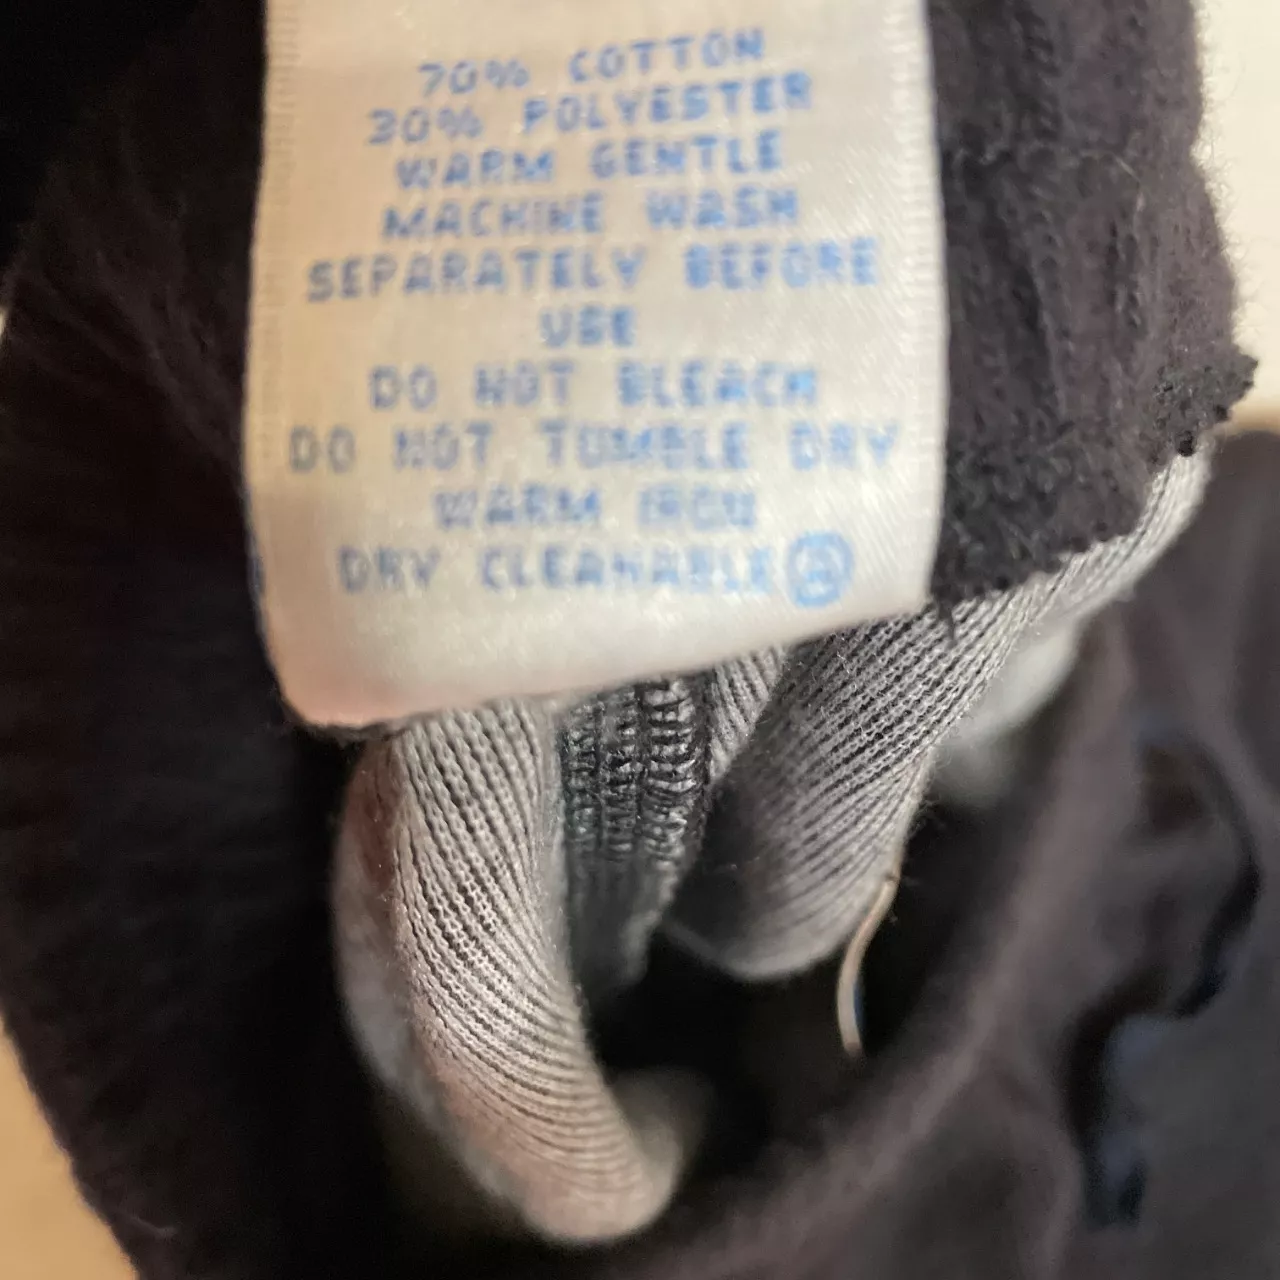 70% COTTON
30% POLYESTER
WARM GENTLE
MACHINE WASH
SEPARATELY BEFORE
USE
DO NOT BLEACH
DO NOT TUMBLE DRY
WARM IRON
DRY CLEANABLE